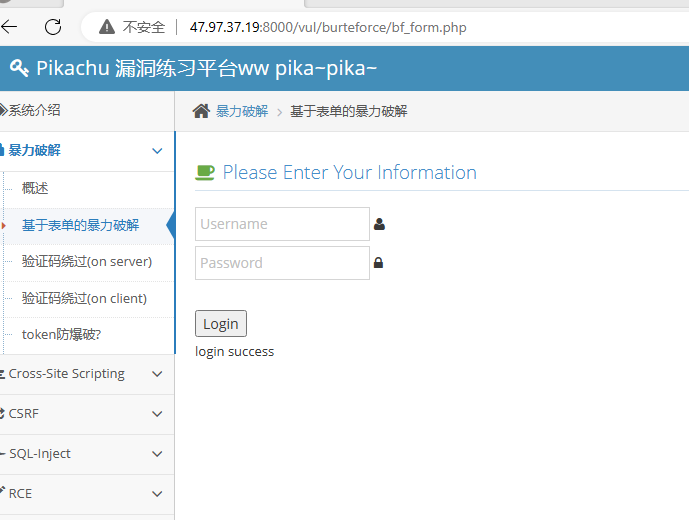 不安全 47.97.37.19:8000/vul/burteforce/bf_form.php
Pikachu 漏洞练习平台ww pika~pika~
系统介绍
暴力破解 > 基于表单的暴力破解
暴力破解
Please Enter Your Information
概述
Username
基于表单的暴力破解
验证码绕过(on server)
Password
验证码绕过(on client)
Login
token防爆破?
login success
Cross-Site Scripting
CSRF
SQL-Inject
RCE